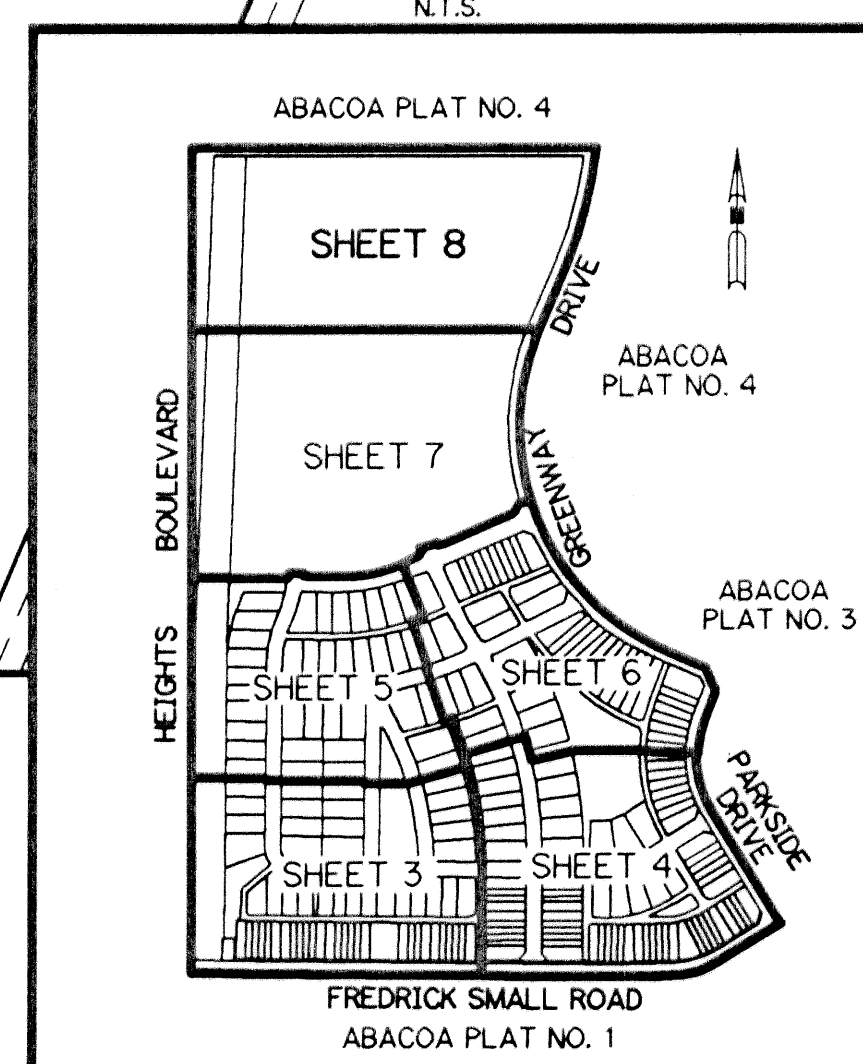 N.T.S.
ABACOA PLAT NO. 4
SHEET 8
DRIVE
ABACOA
PLAT NO. 4
SHEET 7
GREENWAY
HEIGHTS BOULEVARD
ABACOA
PLAT NO. 3
SHEET 5
SHEET 6
PARKSIDE
DRIVE
SHEET 3
SHEET 4
FREDRICK SMALL ROAD
ABACOA PLAT NO. 1